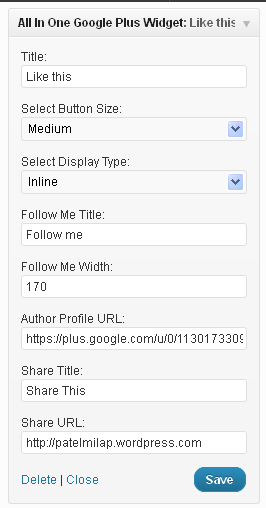 All In One Google Plus Widget: Like this
Title:
Like this
Select Button Size:
Medium
Select Display Type:
Inline
Follow Me Title:
Follow me
Follow Me Width:
170
Author Profile URL:
https://plus.google.com/u/0/1130173309
Share Title:
Share This
Share URL:
http://patelmilap.wordpress.com
Delete | Close Save